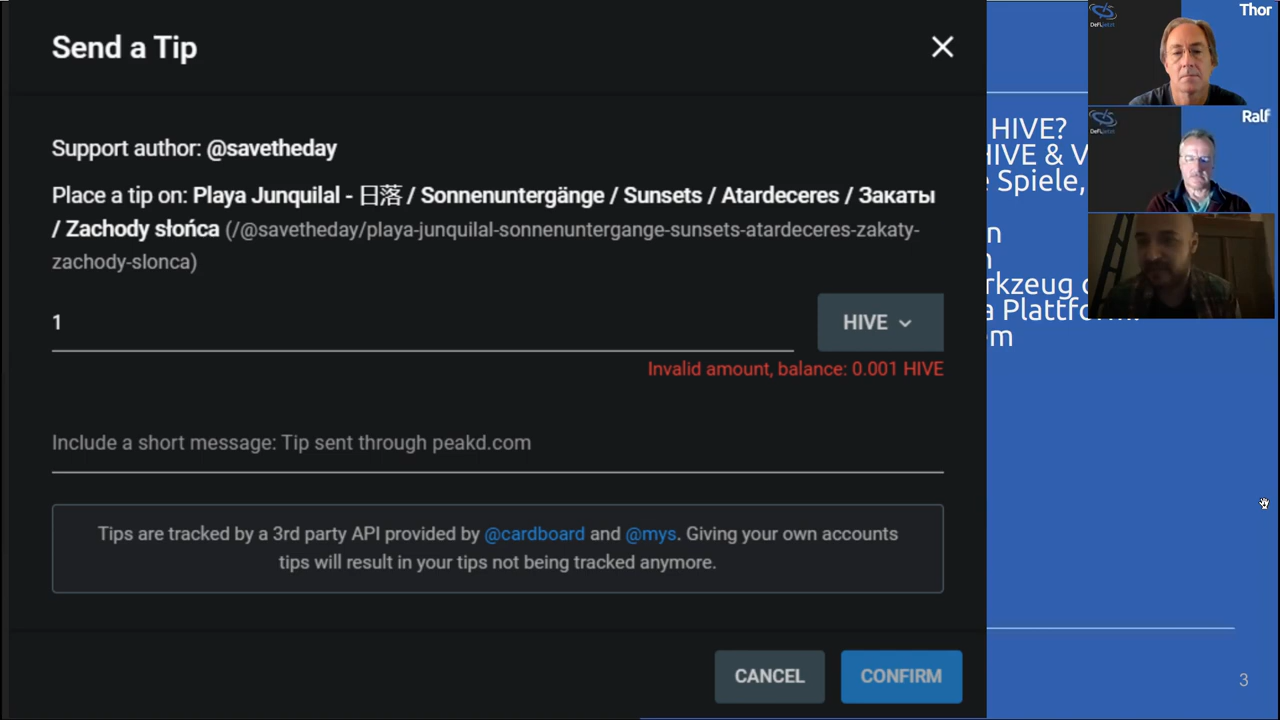 Send a Tip
Support author: @savetheday
Place a tip on: Playa Junquilal - 日落 / Sonnenuntergänge / Sunsets / Atardeceres / Закаты
/ Zachody słońca (/@savetheday/playa-junquilal-sonnenuntergange-sunsets-atardeceres-zakaty-
zachody-slonca)
1
HIVE
Invalid amount, balance: 0.001 HIVE
Include a short message: Tip sent through peakd.com
Tips are tracked by a 3rd party API provided by @cardboard and @mys. Giving your own accounts
tips will result in your tips not being tracked anymore.
CANCEL
CONFIRM
HIVE?
HIVE & V
e Spiele,
n
n
rkzeug
a Plattform.
em
3
Thor
Ralf